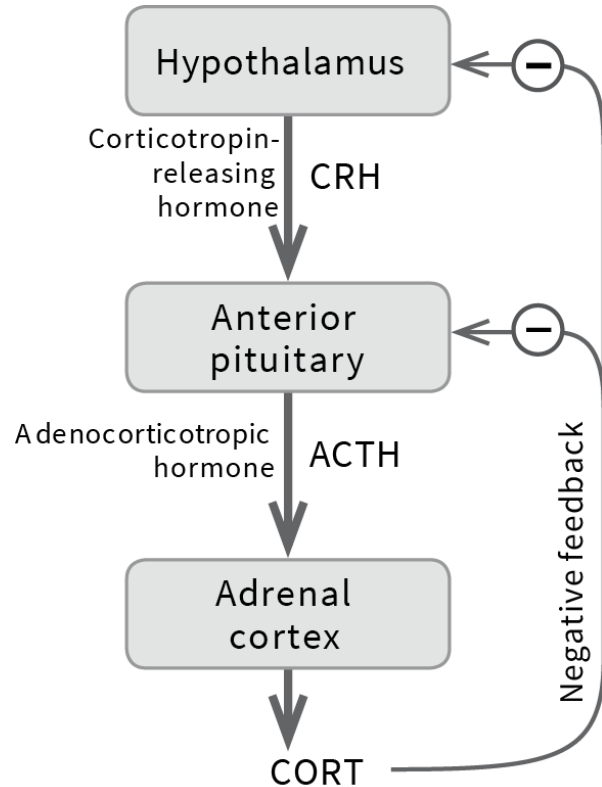 Hypothalamus
Corticotropin-
releasing
hormone
CRH
Anterior
pituitary
Adenocorticotropic
hormone
ACTH
Negative feedback
Adrenal
cortex
CORT